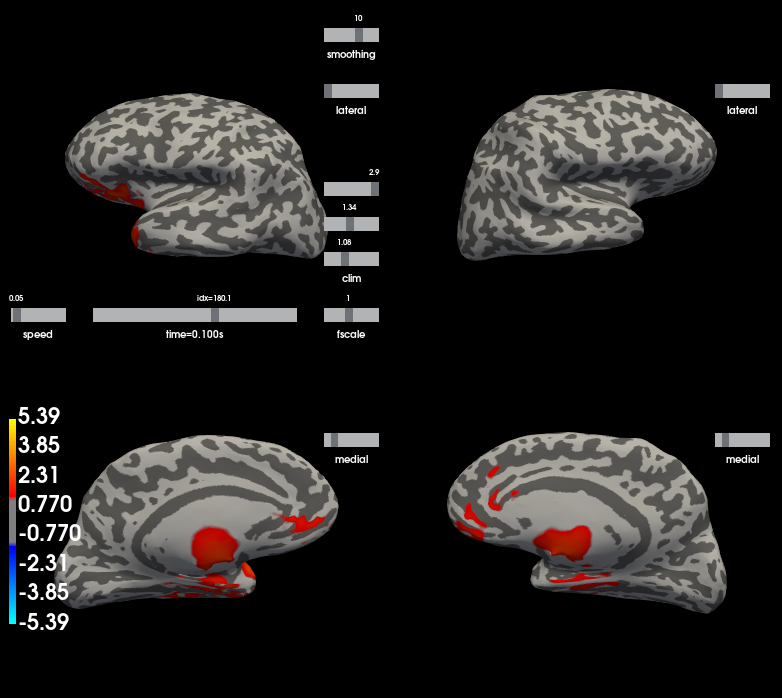 10
smoothing
lateral
lateral
2.9
1.34
1.08
clim
0.05
idx=180.1
1
speed
time=0.100s
fscale
5.39
3.85
2.31
0.770
-0.770
-2.31
-3.85
-5.39
medial
medial